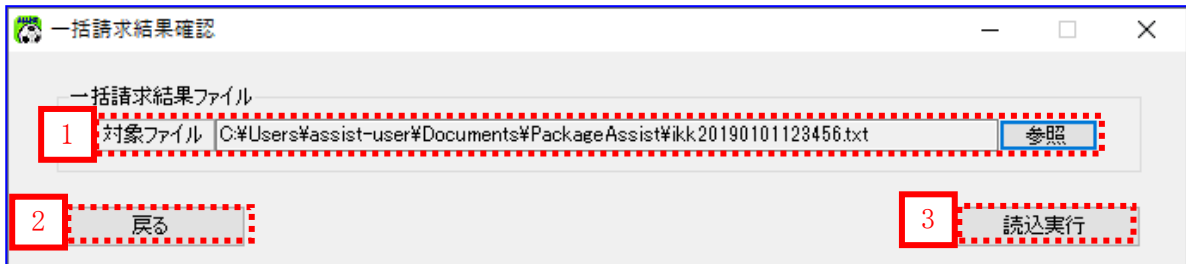 一括請求結果確認
一括請求結果ファイル
1 対象ファイル C:¥Users¥assist-user¥Documents¥PackageAssist¥ikk20190101123456.txt 参照
2 戻る 3 読込実行